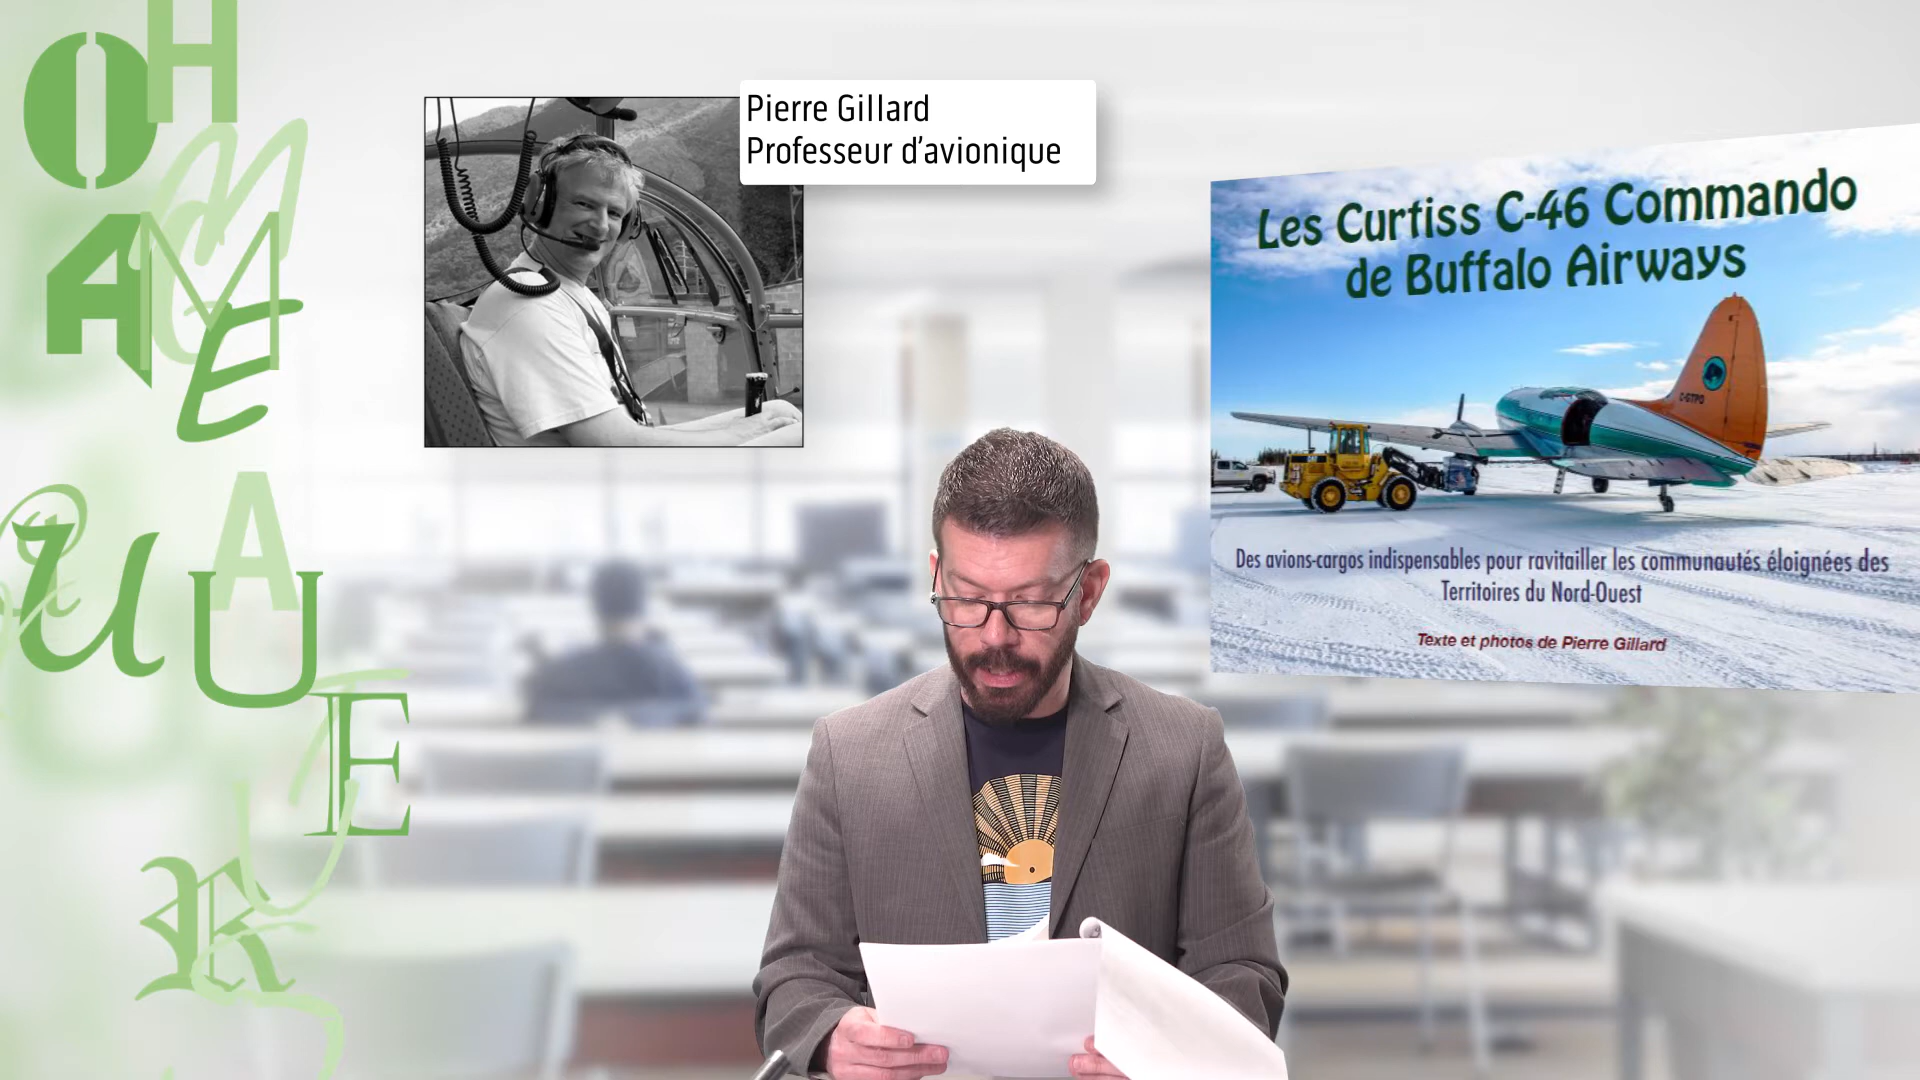 Pierre Gillard
Professeur d'avionique
Les Curtiss C-46 Commando
de Buffalo Airways
C-GTPO
Des avions-cargos indispensables pour ravitailler les communautés éloignées des
Territoires du Nord-Ouest
Texte et photos de Pierre Gillard
H
O
M
A
M
E
A
U
U
T
E
R